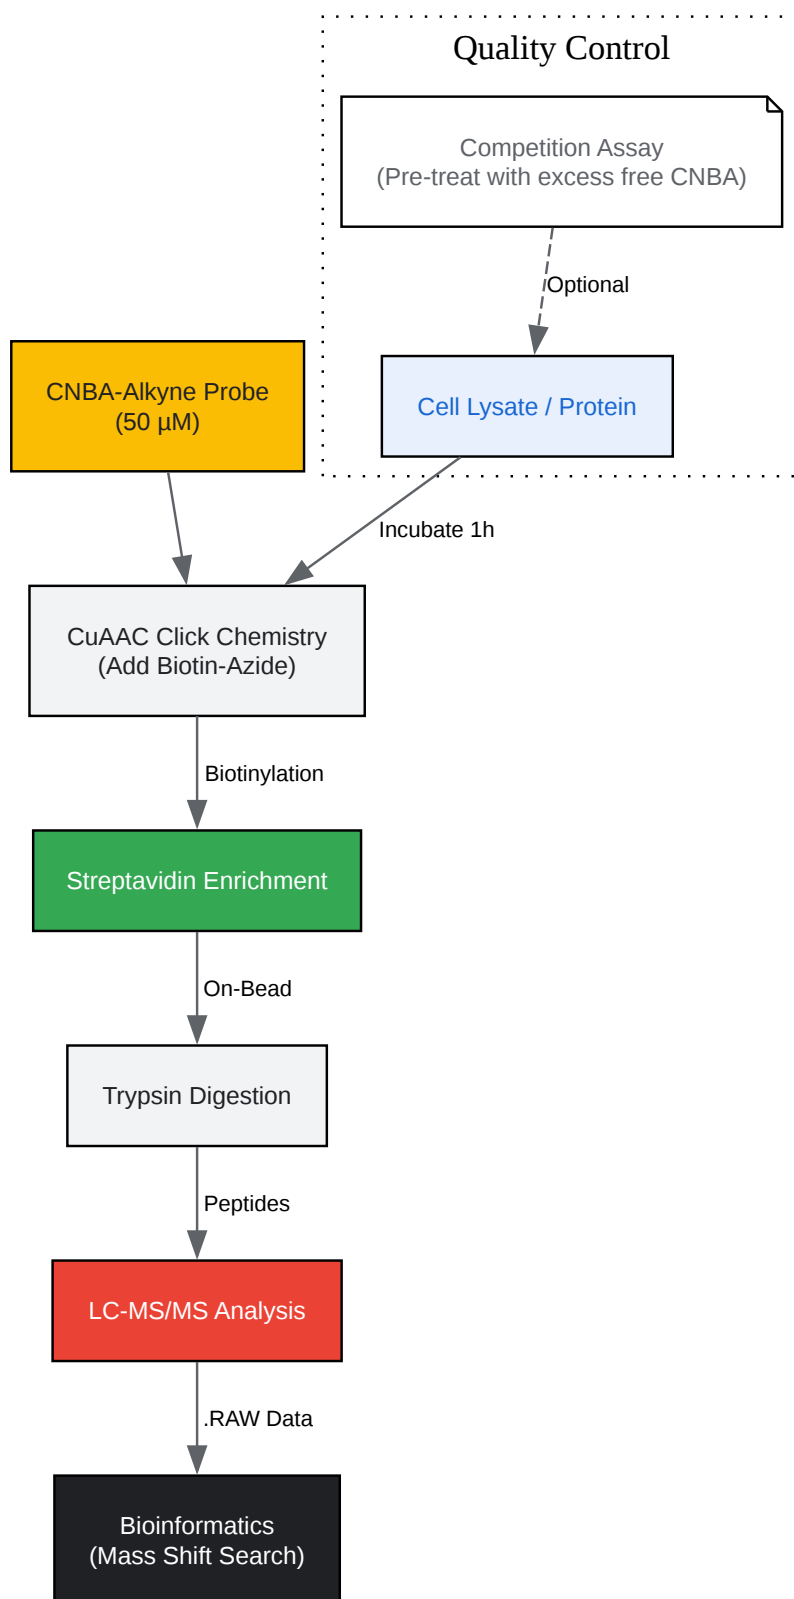 Quality Control
Competition Assay
(Pre-treat with excess free CNBA)
Optional
CNBA-Alkyne Probe
(50 µM)
Cell Lysate / Protein
Incubate 1h
CuAAC Click Chemistry
(Add Biotin-Azide)
Biotinylation
Streptavidin Enrichment
On-Bead
Trypsin Digestion
Peptides
LC-MS/MS Analysis
.RAW Data
Bioinformatics
(Mass Shift Search)